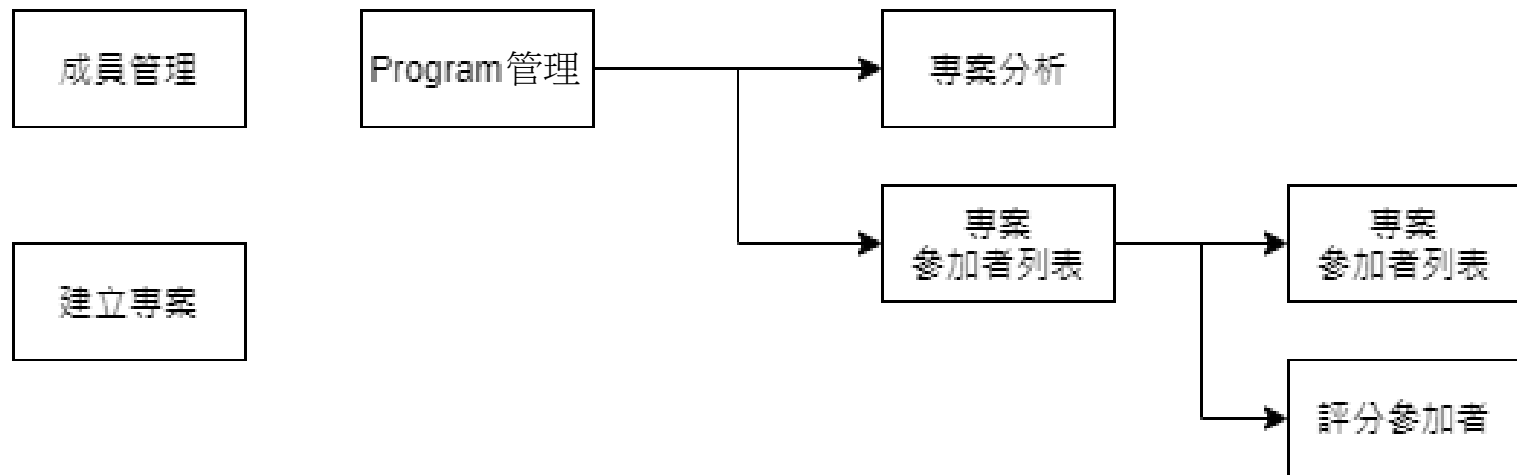 成員管理
Program管理
專案分析
專案
參加者列表
專案
參加者列表
建立專案
評分參加者